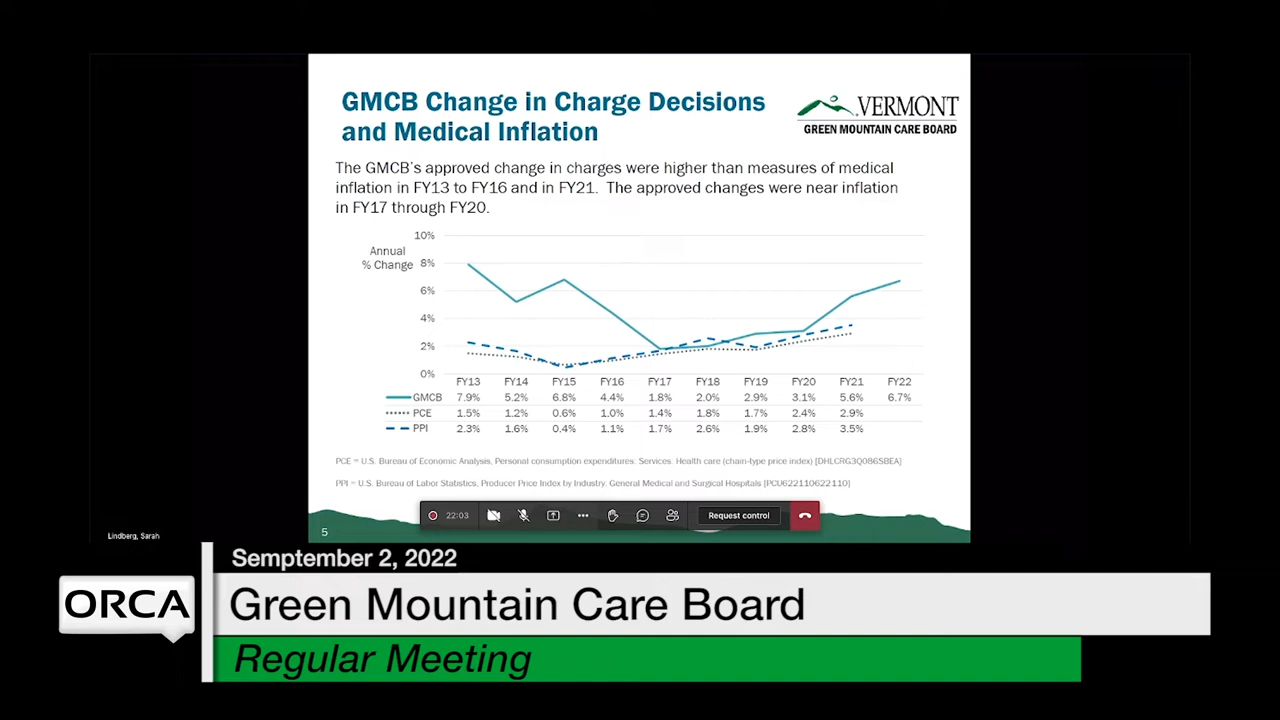 GMCB Change in Charge Decisions
and Medical Inflation
VERMONT
GREEN MOUNTAIN CARE BOARD
The GMCB's approved change in charges were higher than measures of medical
inflation in FY13 to FY16 and in FY21. The approved changes were near inflation
in FY17 through FY20.
Annual
% Change
10%
8%
6%
4%
2%
0%
FY13 FY14 FY15 FY16 FY17 FY18 FY19 FY20 FY21 FY22
GMCB 7.9% 5.2% 6.8% 4.4% 1.8% 2.0% 2.9% 3.1% 5.6% 6.7%
PCE 1.5% 1.2% 0.6% 1.0% 1.4% 1.8% 1.7% 2.4% 2.9%
PPI 2.3% 1.6% 0.4% 1.1% 1.7% 2.6% 1.9% 2.8% 3.5%
PCE = U.S. Bureau of Economic Analysis, Personal consumption expenditures: Services: Health care (chain-type price index) [DHLCRG3Q086SBEA]
PPI = U.S. Bureau of Labor Statistics, Producer Price Index by Industry: General Medical and Surgical Hospitals [PCU622110622110]
22:03
Request control
5
Lindberg, Sarah
Semptember 2, 2022
ORCA
Green Mountain Care Board
Regular Meeting